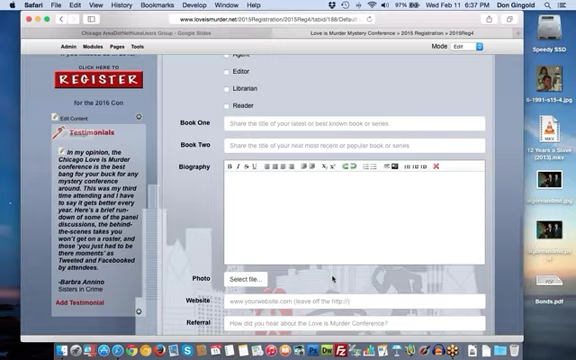 Safari File Edit View History Bookmarks Develop Window Help
Wed Feb 11 6:37 PM Don Gingold
www.loveismurder.net/2015Registration/2015Reg4/tabid/188/Default
Chicago AreaDotNetNukeUsers Group - Google Slides
Love is Murder Mystery Conference > 2015 Registration > 2015Reg4
Admin Modules Pages Tools
Mode: Edit
CLICK HERE TO
REGISTER
for the 2016 Con
Edit Content
Testimonials
In my opinion, the
Chicago Love is Murder
conference is the best
bang for your buck for any
mystery conference
around. This was my third
time attending and I have
to say it gets better every
year. Here's a brief run-
down of some of the panel
discussions, the behind-
the-scenes takes you
won't get on a roster, and
those 'you just had to be
there moments' as
Tweeted and Facebooked
by attendees.
-Barbra Annino
Sisters in Crime
Add Testimonial
Agent
Editor
Librarian
Reader
Book One
Share the title of your latest or best known book or series
Book Two
Share the title of your next most recent or popular book or series
Biography
B I S U
Photo
Select file...
Website
www.yourwebsite.com (leave off the http://)
Referral
How did you hear about the Love is Murder Conference?
Speedy SSD
6-1991-s15-4.jpg
12 Years a Slave
(2013).mkv
Bonds.pdf